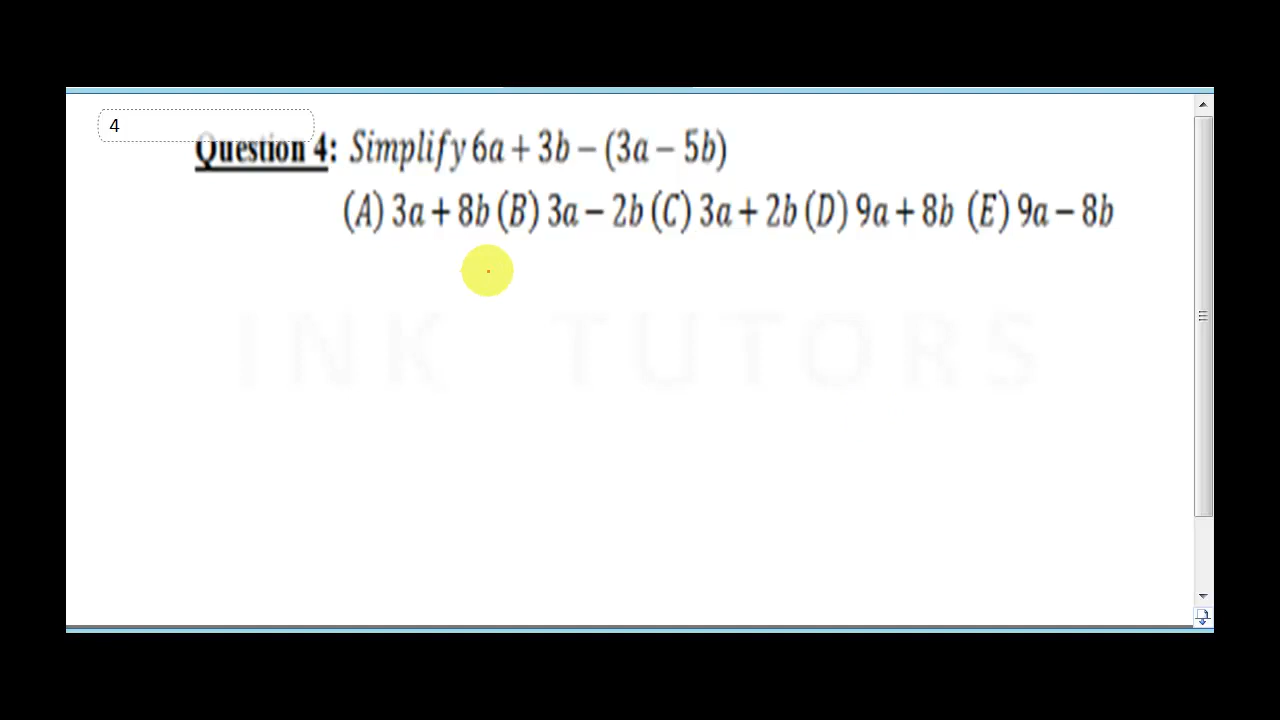 4
Question 4: Simplify 6a + 3b − (3a − 5b)
(A) 3a + 8b (B) 3a − 2b (C) 3a + 2b (D) 9a + 8b (E) 9a − 8b
INK TUTORS